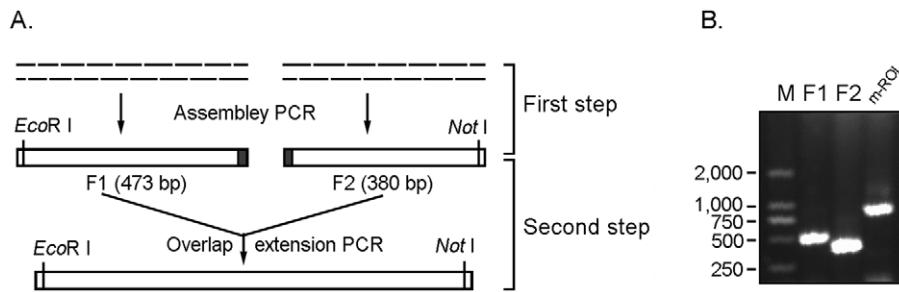 A.
Assembley PCR
First step
EcoR I
Not I
F1 (473 bp)
F2 (380 bp)
Second step
EcoR I
Overlap extension PCR
Not I
B.
M F1 F2 m-ROI
2,000
1,000
750
500
250